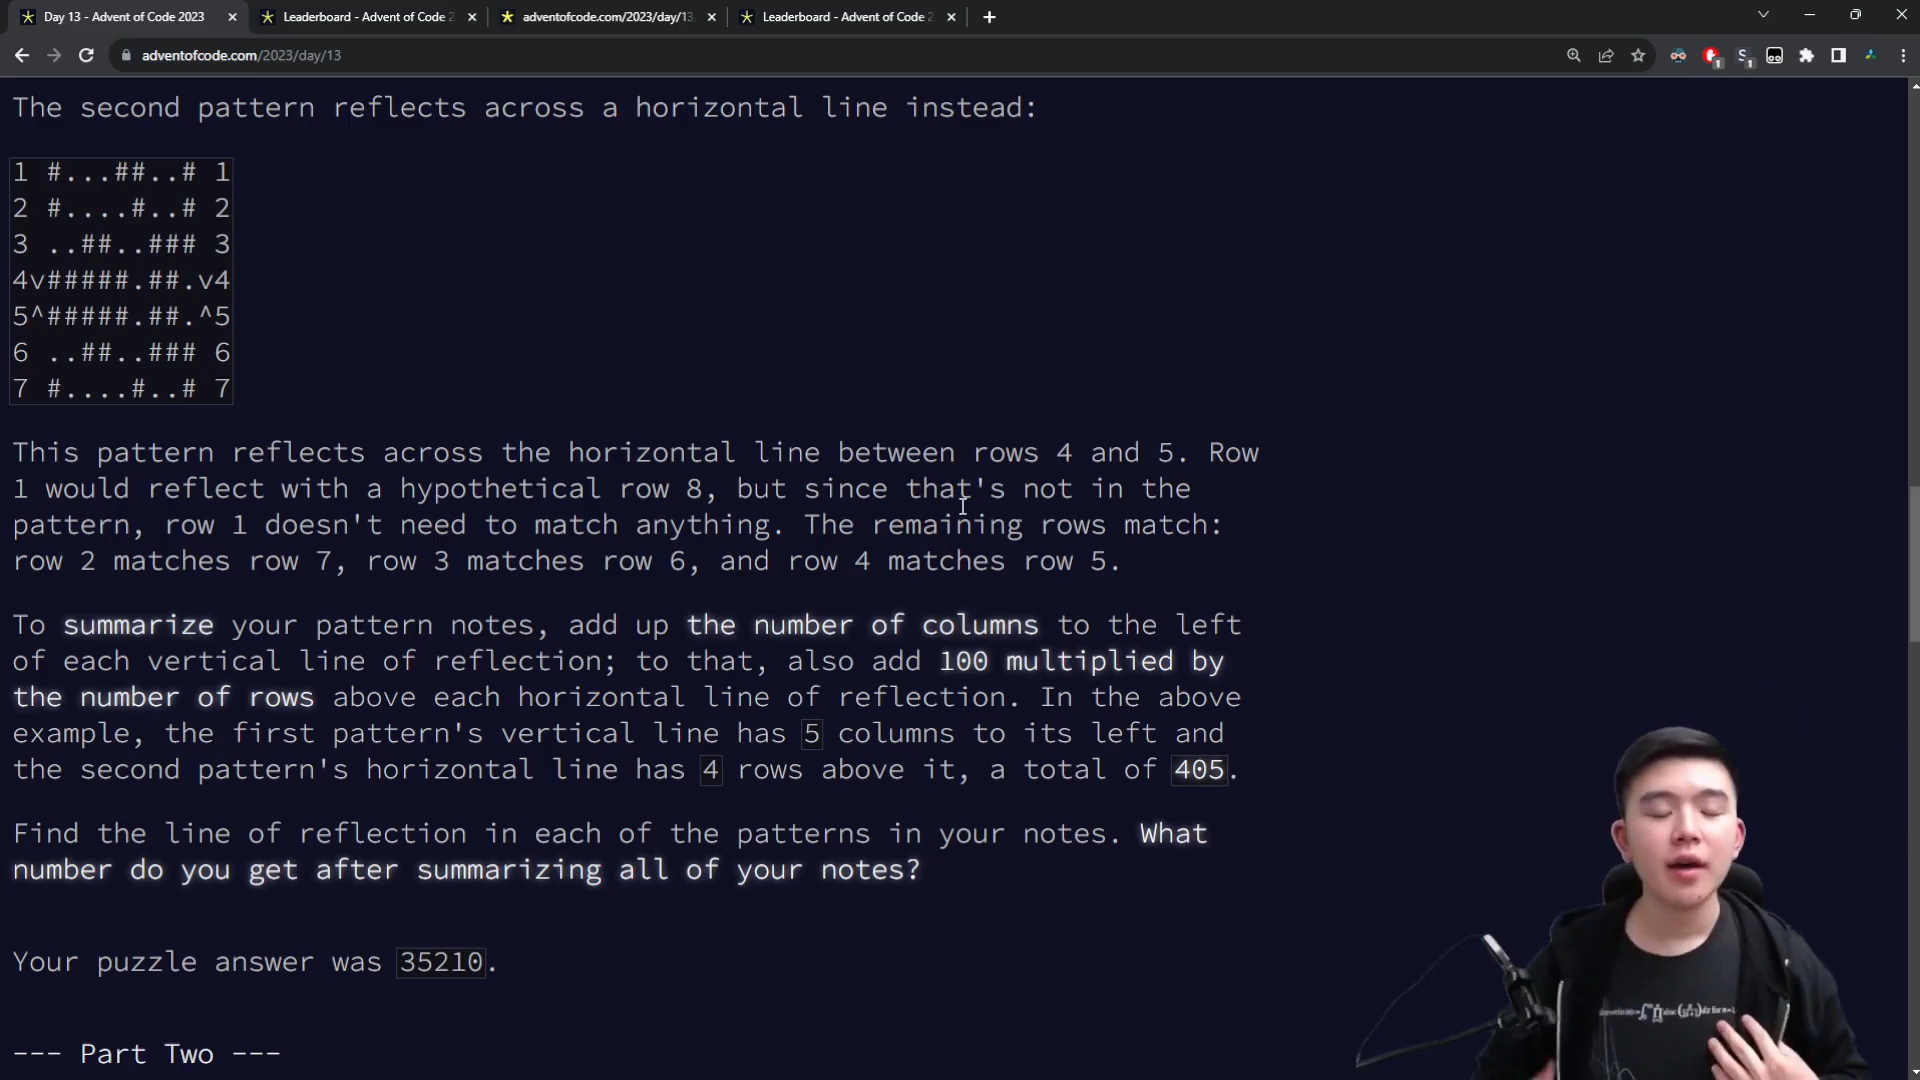 Day 13 - Advent of Code 2023
Leaderboard - Advent of Code 2
adventofcode.com/2023/day/13
Leaderboard - Advent of Code 2
adventofcode.com/2023/day/13
The second pattern reflects across a horizontal line instead:
1 #...##..# 1
2 #....#..# 2
3 ..##..### 3
4v#####.##.v4
5^#####.##.^5
6 ..##..### 6
7 #....#..# 7
This pattern reflects across the horizontal line between rows 4 and 5. Row
1 would reflect with a hypothetical row 8, but since that's not in the
pattern, row 1 doesn't need to match anything. The remaining rows match:
row 2 matches row 7, row 3 matches row 6, and row 4 matches row 5.
To summarize your pattern notes, add up the number of columns to the left
of each vertical line of reflection; to that, also add 100 multiplied by
the number of rows above each horizontal line of reflection. In the above
example, the first pattern's vertical line has 5 columns to its left and
the second pattern's horizontal line has 4 rows above it, a total of 405.
Find the line of reflection in each of the patterns in your notes. What
number do you get after summarizing all of your notes?
Your puzzle answer was 35210.
--- Part Two ---